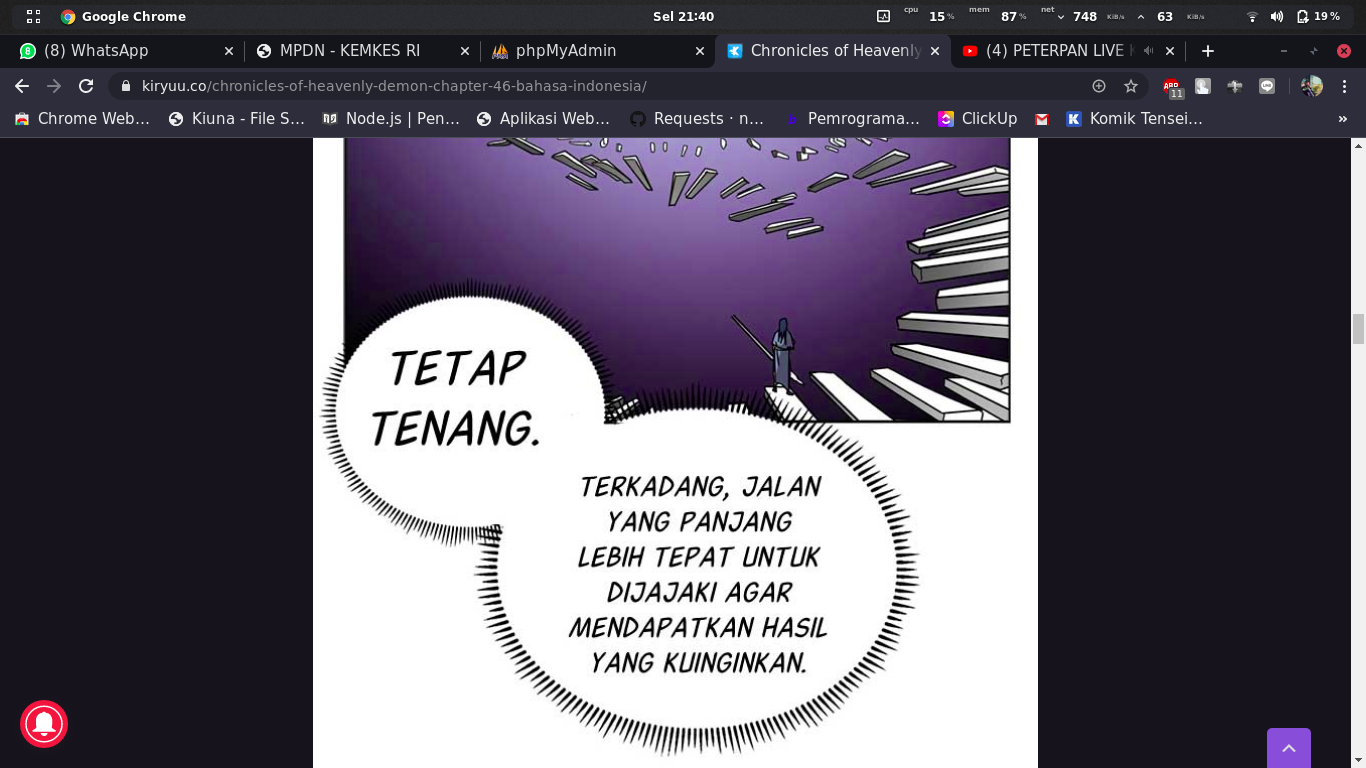 Google Chrome
Sel 21:40
cpu 15%
mem 87%
net 748 KiB/s 63 KiB/s
19%
(8) WhatsApp
MPDN - KEMKES RI
phpMyAdmin
Chronicles of Heavenly
(4) PETERPAN LIVE
kiryuu.co/chronicles-of-heavenly-demon-chapter-46-bahasa-indonesia/
ABP
11
LINE
Chrome Web…
Kiuna - File S…
Node.js | Pen…
Aplikasi Web…
Requests · n…
Pemrograma…
ClickUp
Komik Tensei…
»
TETAP
TENANG.
TERKADANG, JALAN
YANG PANJANG
LEBIH TEPAT UNTUK
DIJAJAKI AGAR
MENDAPATKAN HASIL
YANG KUINGINKAN.